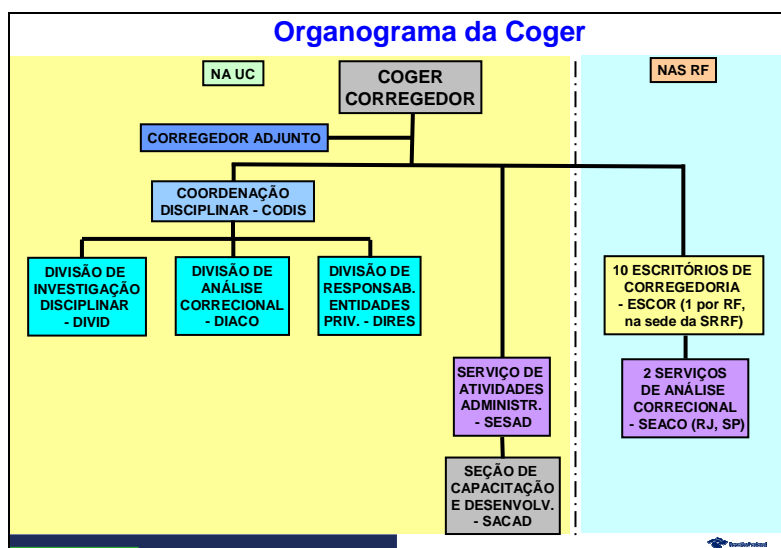 Organograma da Coger
NA UC
COGER
CORREGEDOR
NAS RF
CORREGEDOR ADJUNTO
COORDENAÇÃO
DISCIPLINAR - CODIS
DIVISÃO DE
INVESTIGAÇÃO
DISCIPLINAR
- DIVID
DIVISÃO DE
ANÁLISE
CORRECIONAL
- DIACO
DIVISÃO DE
RESPONSAB.
ENTIDADES
PRIV. - DIRES
10 ESCRITÓRIOS DE
CORREGEDORIA
- ESCOR (1 por RF,
na sede da SRRF)
SERVIÇO DE
ATIVIDADES
ADMINISTR.
- SESAD
2 SERVIÇOS
DE ANÁLISE
CORRECIONAL
- SEACO (RJ, SP)
SEÇÃO DE
CAPACITAÇÃO
E DESENVOLV.
- SACAD